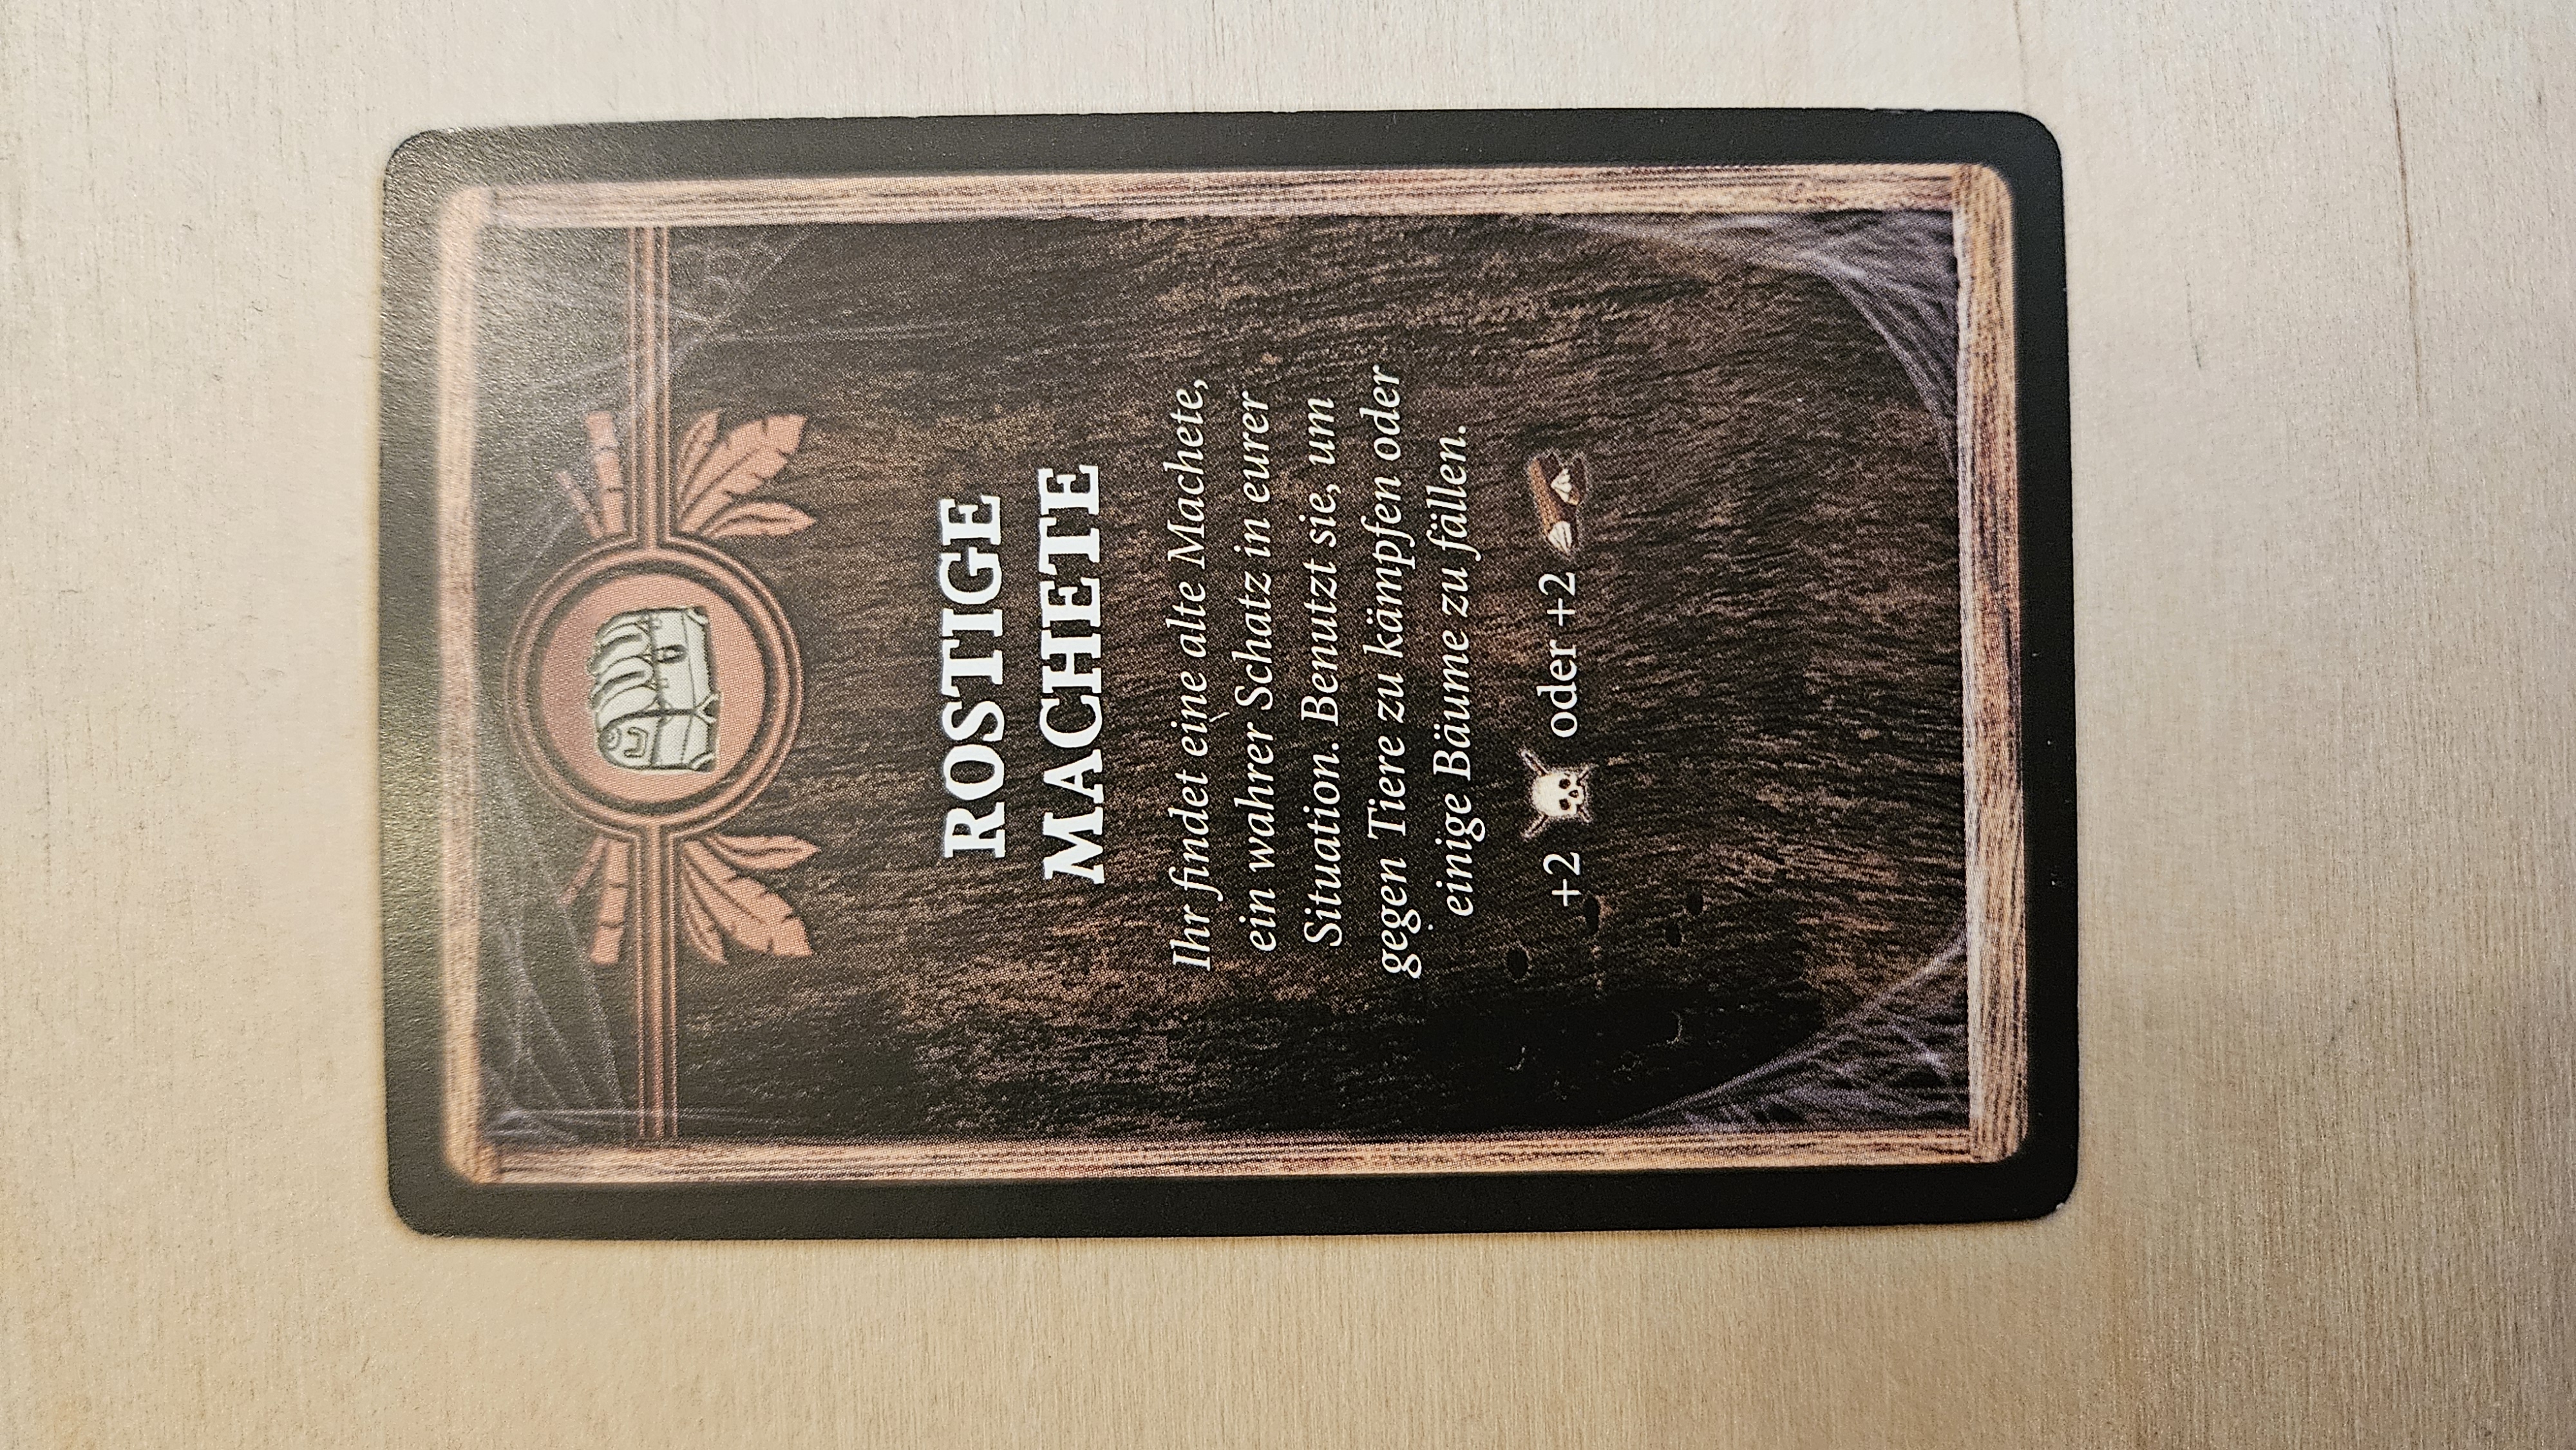 ROSTIGE
MACHETE
Ihr findet eine alte Machete,
ein wahrer Schatz in eurer
Situation. Benutzt sie, um
gegen Tiere zu kämpfen oder
einige Bäume zu fällen.
+2 oder +2